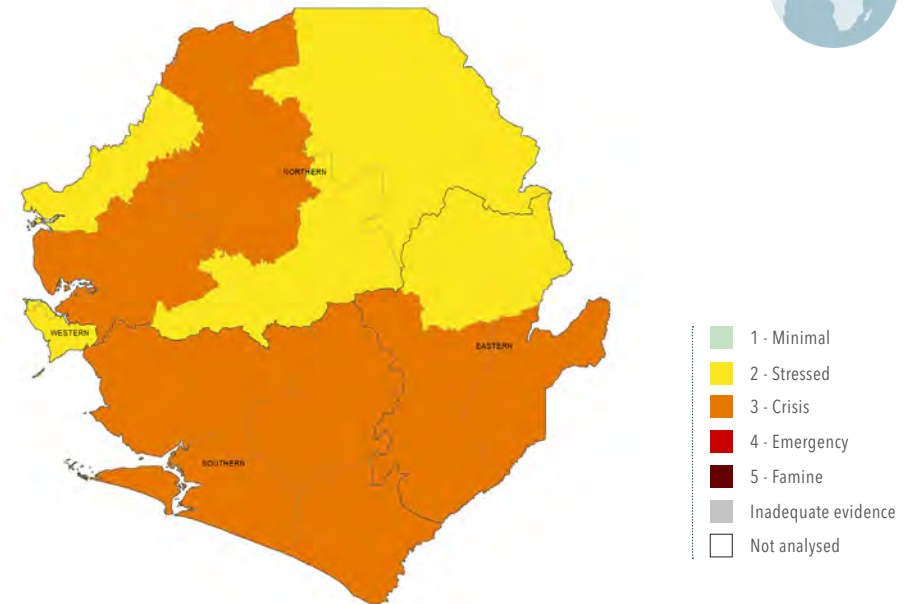 NORTHERN
WESTERN
EASTERN
SOUTHERN
1 - Minimal
2 - Stressed
3 - Crisis
4 - Emergency
5 - Famine
Inadequate evidence
Not analysed